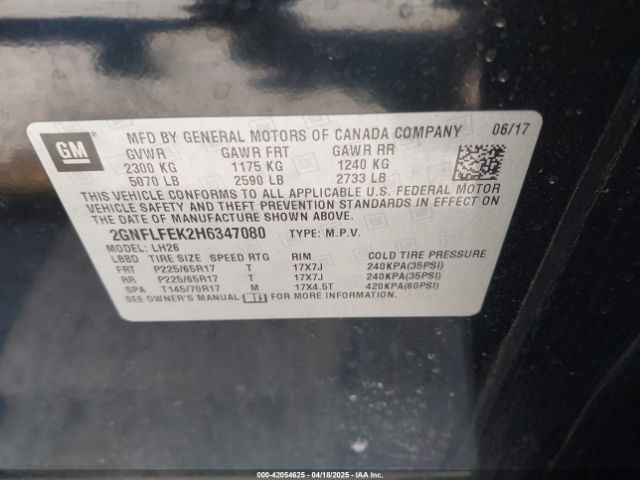 GM
MFD BY GENERAL MOTORS OF CANADA COMPANY 06/17
GVWR GAWR FRT GAWR RR
2300 KG 1175 KG 1240 KG
5070 LB 2590 LB 2733 LB
THIS VEHICLE CONFORMS TO ALL APPLICABLE U.S. FEDERAL MOTOR
VEHICLE SAFETY AND THEFT PREVENTION STANDARDS IN EFFECT ON
THE DATE OF MANUFACTURE SHOWN ABOVE.
2GNFLFEK2H6347080 TYPE: M.P.V.
MODEL: LH26
LBBD TIRE SIZE SPEED RTG RIM COLD TIRE PRESSURE
FRT P225/65R17 T 17X7J 240KPA(35PSI)
RR P225/65R17 T 17X7J 240KPA(35PSI)
SPA T145/70R17 M 17X4.5T 420KPA(60PSI)
SEE OWNER'S MANUAL FOR ADDITIONAL INFORMATION
000-42054625 - 04/18/2025 - IAA, Inc.